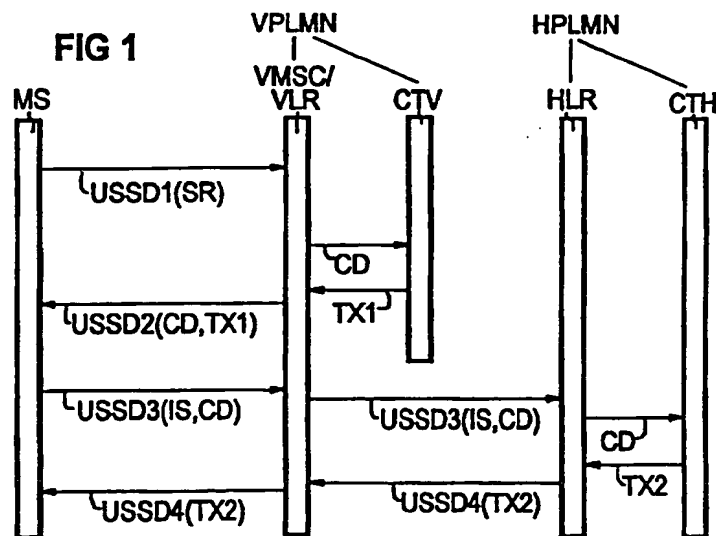 FIG 1
VPLMN
HPLMN
MS
VMSC/
VLR
CTV
HLR
CTH
USSD1(SR)
CD
TX1
USSD2(CD,TX1)
USSD3(IS,CD)
USSD3(IS,CD)
CD
TX2
USSD4(TX2)
USSD4(TX2)